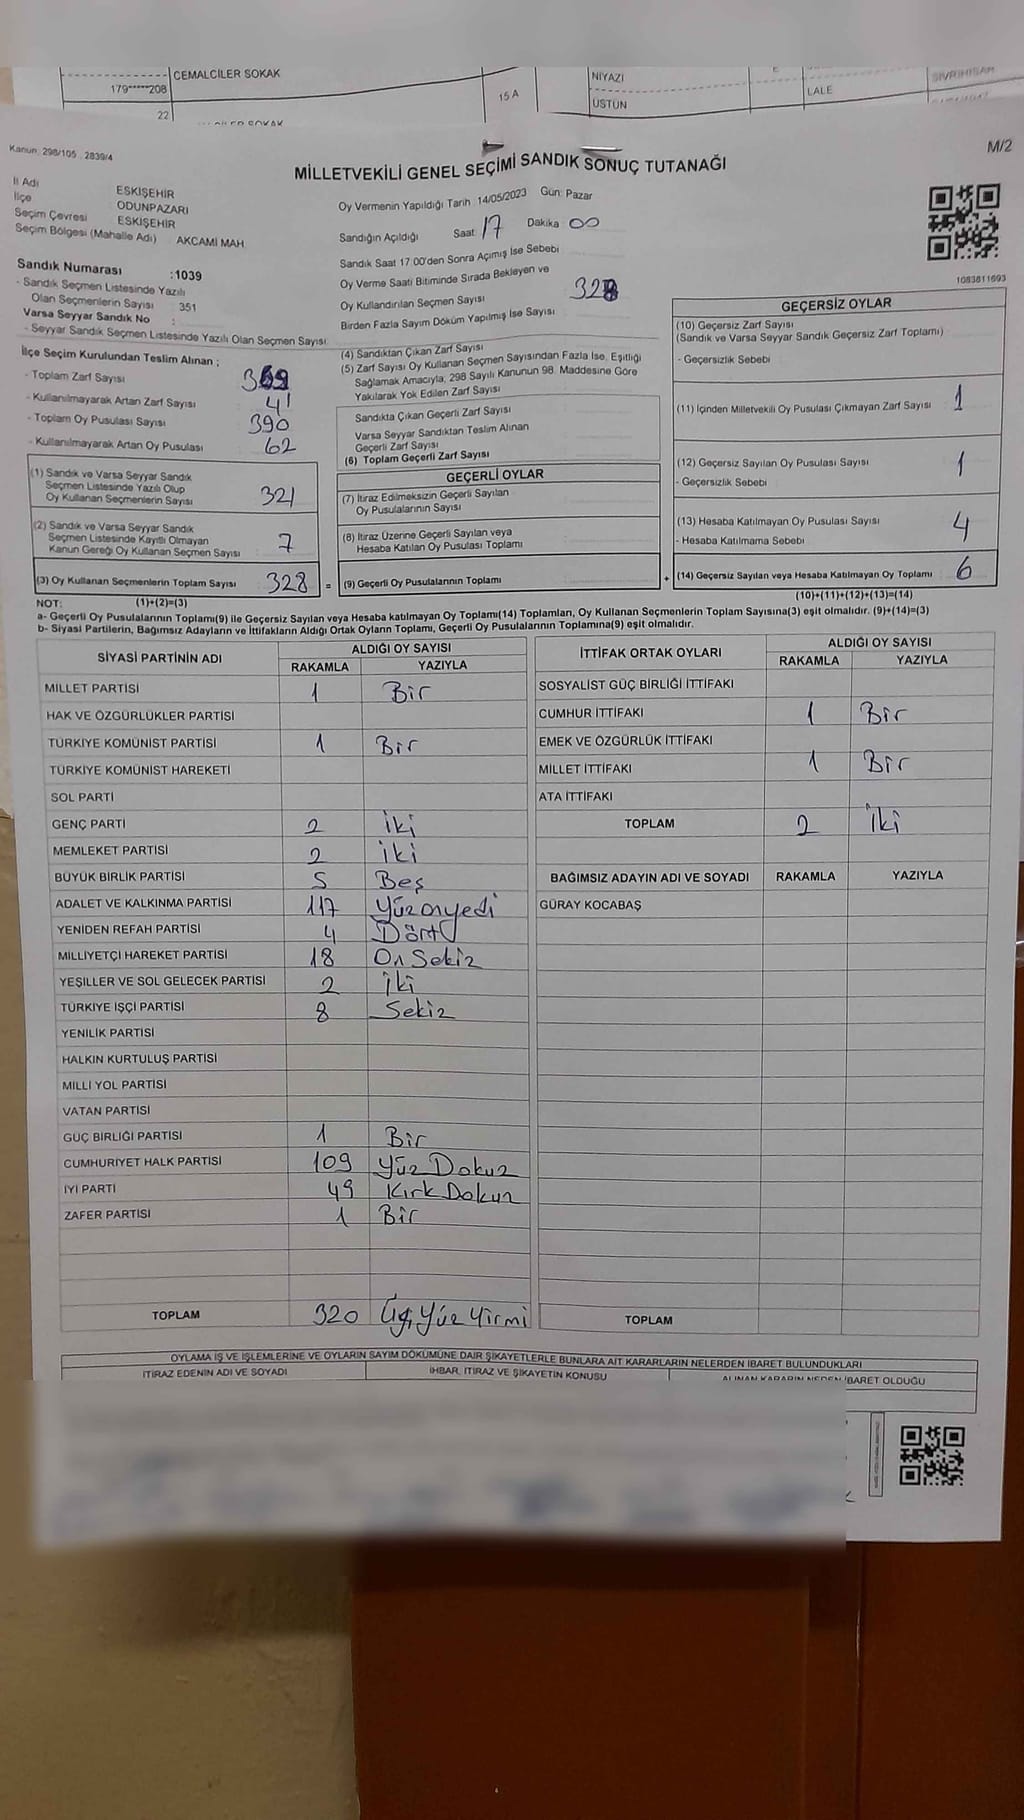 CEMALCİLER SOKAK
179*****208
22
15 A
NİYAZİ
ÜSTÜN
LALE
SİVRİHİSAR
Kanun: 298/105 2839/4
M/2
MİLLETVEKİLİ GENEL SEÇİMİ SANDIK SONUÇ TUTANAĞI
İl Adı ESKİŞEHİR
İlçe ODUNPAZARI
Seçim Çevresi ESKİŞEHİR
Seçim Bölgesi (Mahalle Adı) AKCAMİ MAH
Oy Vermenin Yapıldığı Tarih 14/05/2023 Gün: Pazar
Sandığın Açıldığı Saat 17 Dakika 00
Sandık Saat 17:00'den Sonra Açımış İse Sebebi
Oy Verme Saati Bitiminde Sırada Bekleyen ve
Oy Kullandırılan Seçmen Sayısı 328
Birden Fazla Sayım Döküm Yapılmış İse Sayısı
1083611693
Sandık Numarası :1039
- Sandık Seçmen Listesinde Yazılı
Olan Seçmenlerin Sayısı 351
Varsa Seyyar Sandık No :
- Seyyar Sandık Seçmen Listesinde Yazılı Olan Seçmen Sayısı:
İlçe Seçim Kurulundan Teslim Alınan ;
- Toplam Zarf Sayısı 369
- Kullanılmayarak Artan Zarf Sayısı 41
- Toplam Oy Pusulası Sayısı 390
- Kullanılmayarak Artan Oy Pusulası 62
(1) Sandık ve Varsa Seyyar Sandık
Seçmen Listesinde Yazılı Olup
Oy Kullanan Seçmenlerin Sayısı 321
(2) Sandık ve Varsa Seyyar Sandık
Seçmen Listesinde Kayıtlı Olmayan
Kanun Gereği Oy Kullanan Seçmen Sayısı 7
(3) Oy Kullanan Seçmenlerin Toplam Sayısı 328 =
(1)+(2)=(3)
(4) Sandıktan Çıkan Zarf Sayısı
(5) Zarf Sayısı Oy Kullanan Seçmen Sayısından Fazla İse, Eşitliği
Sağlamak Amacıyla, 298 Sayılı Kanunun 98. Maddesine Göre
Yakılarak Yok Edilen Zarf Sayısı
Sandıkta Çıkan Geçerli Zarf Sayısı
Varsa Seyyar Sandıktan Teslim Alınan
Geçerli Zarf Sayısı
(6) Toplam Geçerli Zarf Sayısı
GEÇERLİ OYLAR
(7) İtiraz Edilmeksizin Geçerli Sayılan
Oy Pusulalarının Sayısı
(8) İtiraz Üzerine Geçerli Sayılan veya
Hesaba Katılan Oy Pusulası Toplamı
(9) Geçerli Oy Pusulalarının Toplamı +
GEÇERSİZ OYLAR
(10) Geçersiz Zarf Sayısı
(Sandık ve Varsa Seyyar Sandık Geçersiz Zarf Toplamı)
- Geçersizlik Sebebi
(11) İçinden Milletvekili Oy Pusulası Çıkmayan Zarf Sayısı 1
(12) Geçersiz Sayılan Oy Pusulası Sayısı 1
- Geçersizlik Sebebi
(13) Hesaba Katılmayan Oy Pusulası Sayısı 4
- Hesaba Katılmama Sebebi
(14) Geçersiz Sayılan veya Hesaba Katılmayan Oy Toplamı 6
(10)+(11)+(12)+(13)=(14)
NOT:
a- Geçerli Oy Pusulalarının Toplamı(9) ile Geçersiz Sayılan veya Hesaba katılmayan Oy Toplamı(14) Toplamları, Oy Kullanan Seçmenlerin Toplam Sayısına(3) eşit olmalıdır. (9)+(14)=(3)
b- Siyasi Partilerin, Bağımsız Adayların ve İttifakların Aldığı Ortak Oyların Toplamı, Geçerli Oy Pusulalarının Toplamına(9) eşit olmalıdır.
SİYASİ PARTİNİN ADI ALDIĞI OY SAYISI
RAKAMLA YAZIYLA
MİLLET PARTİSİ 1 Bir
HAK VE ÖZGÜRLÜKLER PARTİSİ
TÜRKİYE KOMÜNİST PARTİSİ 1 Bir
TÜRKİYE KOMÜNİST HAREKETİ
SOL PARTİ
GENÇ PARTİ 2 İki
MEMLEKET PARTİSİ 2 İki
BÜYÜK BİRLİK PARTİSİ 5 Beş
ADALET VE KALKINMA PARTİSİ 117 Yüzonyedi
YENİDEN REFAH PARTİSİ 4 Dört
MİLLİYETÇİ HAREKET PARTİSİ 18 On Sekiz
YEŞİLLER VE SOL GELECEK PARTİSİ 2 İki
TÜRKİYE İŞÇİ PARTİSİ 8 Sekiz
YENİLİK PARTİSİ
HALKIN KURTULUŞ PARTİSİ
MİLLİ YOL PARTİSİ
VATAN PARTİSİ
GÜÇ BİRLİĞİ PARTİSİ 1 Bir
CUMHURİYET HALK PARTİSİ 109 Yüz Dokuz
İYİ PARTİ 49 Kırk Dokuz
ZAFER PARTİSİ 1 Bir
TOPLAM 320 Üç Yüz Yirmi
İTTİFAK ORTAK OYLARI ALDIĞI OY SAYISI
RAKAMLA YAZIYLA
SOSYALİST GÜÇ BİRLİĞİ İTTİFAKI
CUMHUR İTTİFAKI 1 Bir
EMEK VE ÖZGÜRLÜK İTTİFAKI
MİLLET İTTİFAKI 1 Bir
ATA İTTİFAKI
TOPLAM 2 İki
BAĞIMSIZ ADAYIN ADI VE SOYADI RAKAMLA YAZIYLA
GÜRAY KOCABAŞ
TOPLAM
OYLAMA İŞ VE İŞLEMLERİNE VE OYLARIN SAYIM DÖKÜMÜNE DAİR ŞİKAYETLERLE BUNLARA AİT KARARLARIN NELERDEN İBARET BULUNDUKLARI
İTİRAZ EDENİN ADI VE SOYADI İHBAR, İTİRAZ VE ŞİKAYETİN KONUSU ALINAN KARARIN NEDEN İBARET OLDUĞU